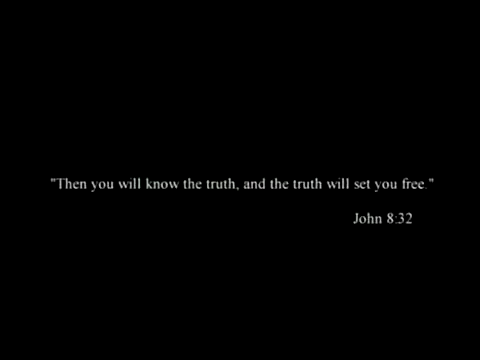 "Then you will know the truth, and the truth will set you free."
John 8:32